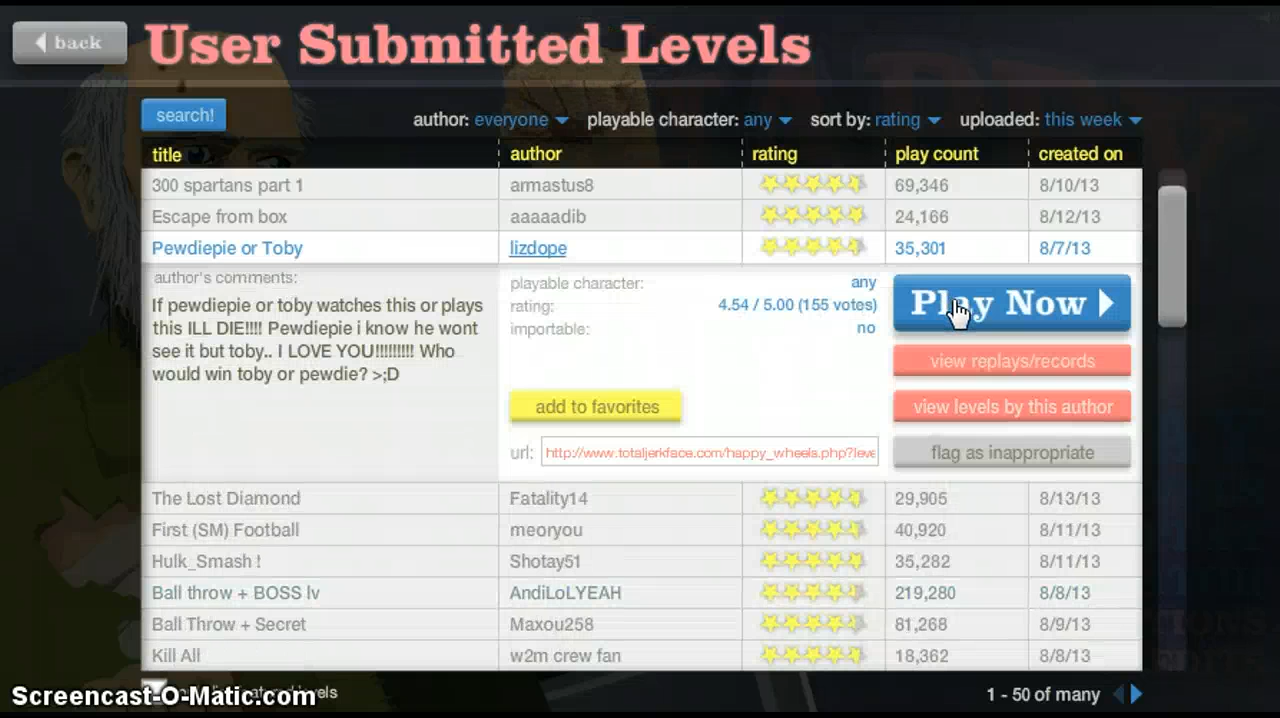 back
User Submitted Levels
search!
author: everyone playable character: any sort by: rating uploaded: this week
title author rating play count created on
300 spartans part 1 armastus8 69,346 8/10/13
Escape from box aaaaadib 24,166 8/12/13
Pewdiepie or Toby lizdope 35,301 8/7/13
author's comments:
If pewdiepie or toby watches this or plays
this ILL DIE!!!! Pewdiepie i know he wont
see it but toby.. I LOVE YOU!!!!!!!!! Who
would win toby or pewdie? >;D
playable character: any
rating: 4.54 / 5.00 (155 votes)
importable: no
add to favorites
url: http://www.totaljerkface.com/happy_wheels.php?leve
Play Now
view replays/records
view levels by this author
flag as inappropriate
The Lost Diamond Fatality14 29,905 8/13/13
First (SM) Football meoryou 40,920 8/11/13
Hulk_Smash ! Shotay51 35,282 8/11/13
Ball throw + BOSS lv AndiLoLYEAH 219,280 8/8/13
Ball Throw + Secret Maxou258 81,268 8/9/13
Kill All w2m crew fan 18,362 8/8/13
Screencast-O-Matic.com levels
1 - 50 of many